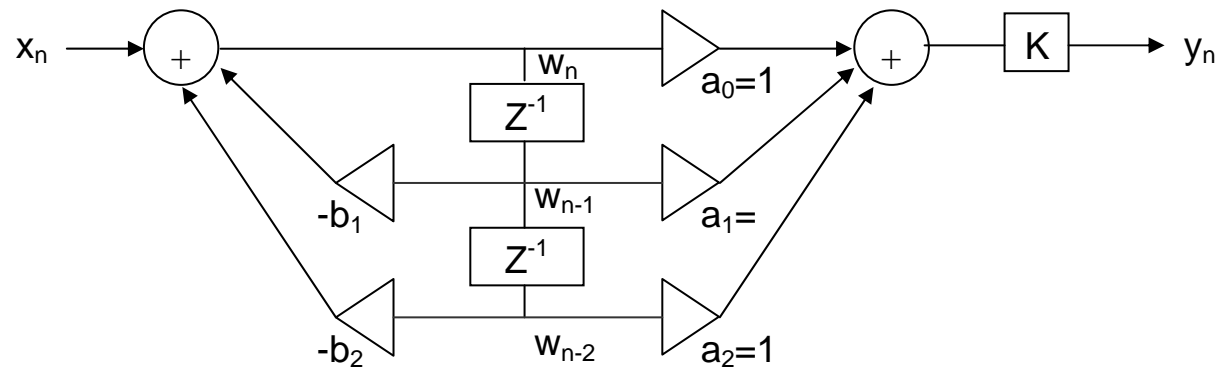 xₙ + wₙ a₀=1 + K yₙ
Z⁻¹
-b₁ wₙ₋₁ a₁=
Z⁻¹
-b₂ wₙ₋₂ a₂=1